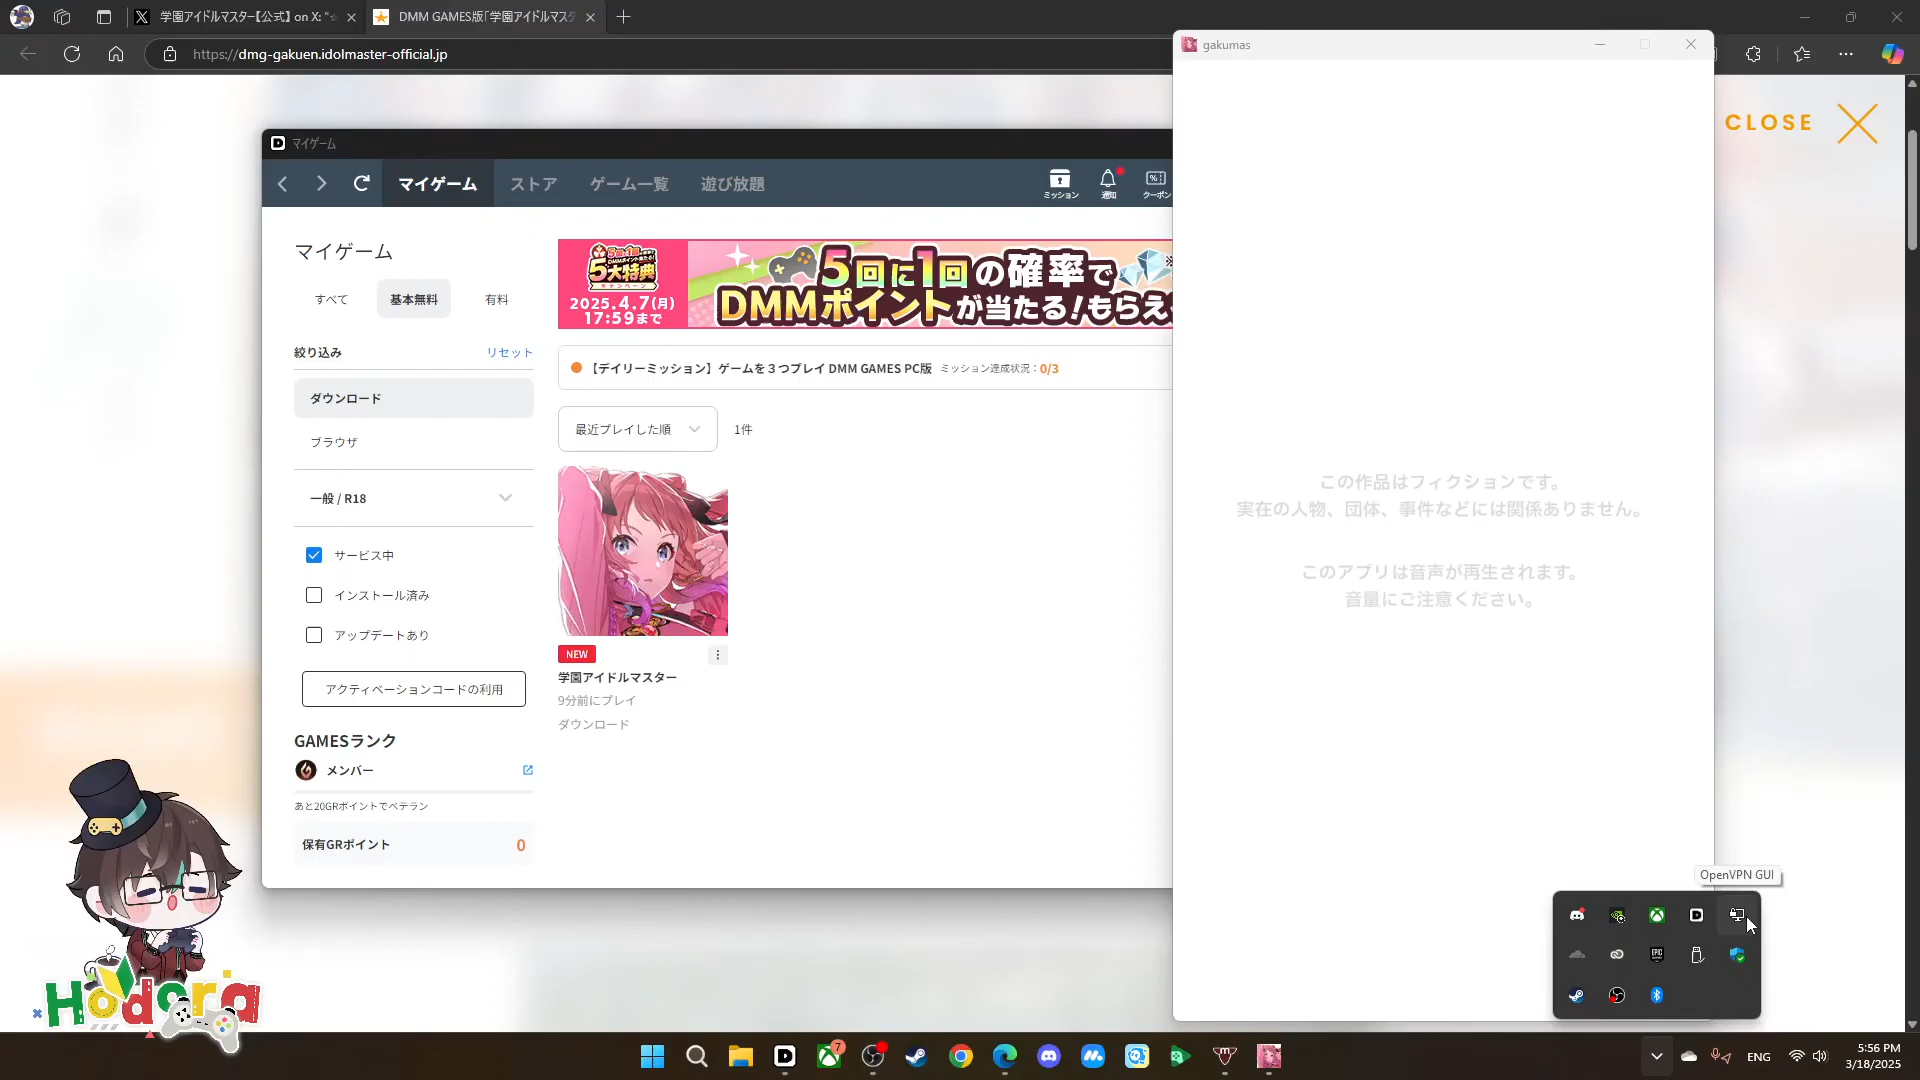 学園アイドルマスター【公式】 on X: "
DMM GAMES版「学園アイドルマス
https://dmg-gakuen.idolmaster-official.jp
gakumas
CLOSE
マイゲーム
マイゲーム
ストア
ゲーム一覧
遊び放題
ミッション
通知
クーポン
マイゲーム
すべて
基本無料
有料
絞り込み
リセット
ダウンロード
ブラウザ
一般 / R18
サービス中
インストール済み
アップデートあり
アクティベーションコードの利用
GAMESランク
メンバー
あと20GRポイントでベテラン
保有GRポイント
0
5大特典
キャンペーン
2025.4.7(月)
17:59まで
5回に1回の確率で
DMMポイントが当たる!もらえ
【デイリーミッション】ゲームを３つプレイ DMM GAMES PC版 ミッション達成状況：0/3
最近プレイした順
1件
NEW
学園アイドルマスター
9分前にプレイ
ダウンロード
この作品はフィクションです。
実在の人物、団体、事件などには関係ありません。
このアプリは音声が再生されます。
音量にご注意ください。
OpenVPN GUI
EPIC
Hodora
7
ENG
5:56 PM
3/18/2025